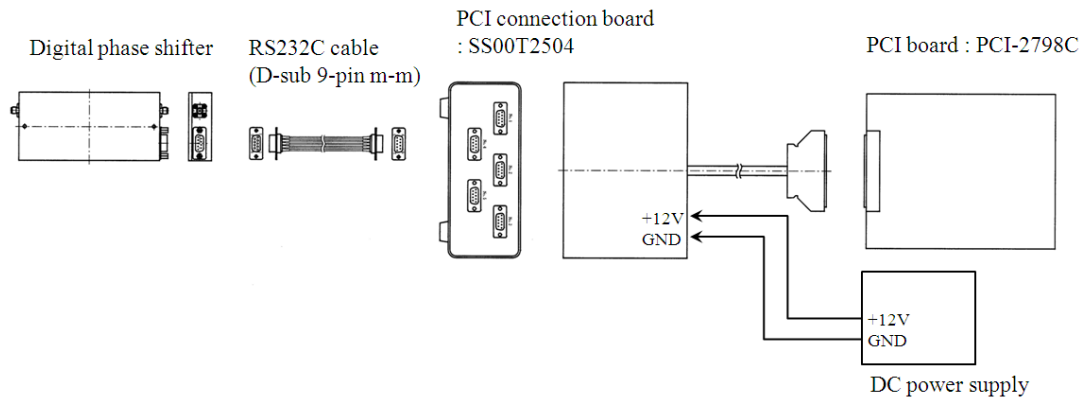 PCI connection board
: SS00T2504
Digital phase shifter
RS232C cable
(D-sub 9-pin m-m)
PCI board : PCI-2798C
+12V
GND
+12V
GND
DC power supply